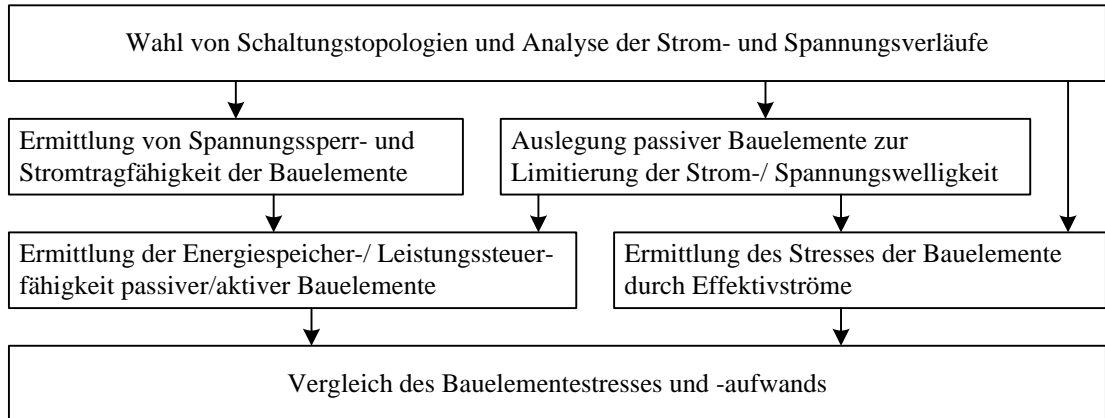 Wahl von Schaltungstopologien und Analyse der Strom- und Spannungsverläufe
Ermittlung von Spannungssperr- und
Stromtragfähigkeit der Bauelemente
Auslegung passiver Bauelemente zur
Limitierung der Strom-/ Spannungswelligkeit
Ermittlung der Energiespeicher-/ Leistungssteuer-
fähigkeit passiver/aktiver Bauelemente
Ermittlung des Stresses der Bauelemente
durch Effektivströme
Vergleich des Bauelementestresses und -aufwands